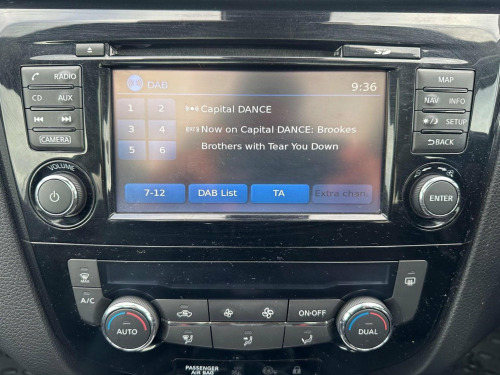 RADIO
CD AUX
CAMERA
VOLUME
DAB 9:36
1 2
3 4
5 6
Capital DANCE
Now on Capital DANCE: Brookes
Brothers with Tear You Down
7-12 DAB List TA Extra chan.
SD
MAP
NAV INFO
SETUP
BACK
ENTER
A/C
AUTO
ON·OFF
DUAL
PASSENGER
AIR BAG